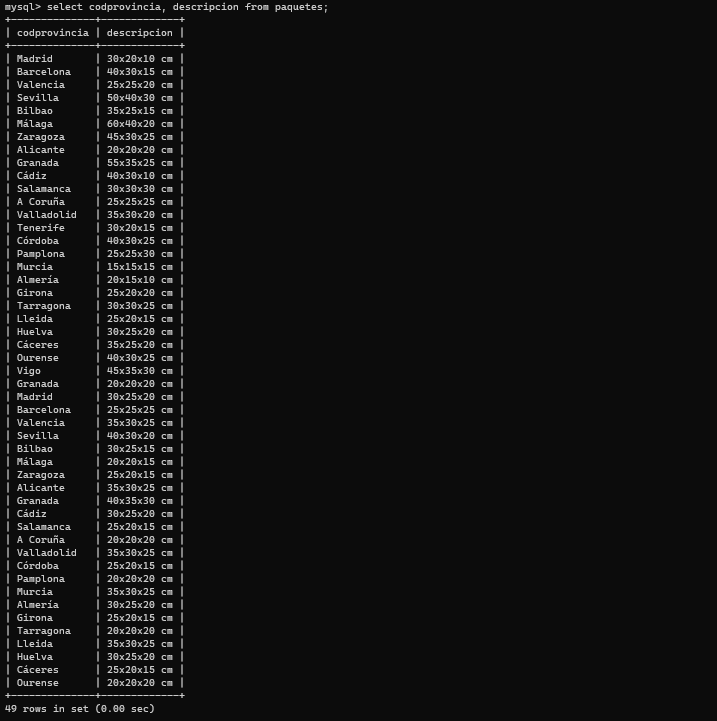 mysql> select codprovincia, descripcion from paquetes;
+--------------+-------------+
| codprovincia | descripcion |
+--------------+-------------+
| Madrid       | 30x20x10 cm |
| Barcelona    | 40x30x15 cm |
| Valencia     | 25x25x20 cm |
| Sevilla      | 50x40x30 cm |
| Bilbao       | 35x25x15 cm |
| Málaga       | 60x40x20 cm |
| Zaragoza     | 45x30x25 cm |
| Alicante     | 20x20x20 cm |
| Granada      | 55x35x25 cm |
| Cádiz        | 40x30x10 cm |
| Salamanca    | 30x30x30 cm |
| A Coruña     | 25x25x25 cm |
| Valladolid   | 35x30x20 cm |
| Tenerife     | 30x20x15 cm |
| Córdoba      | 40x30x25 cm |
| Pamplona     | 25x25x30 cm |
| Murcia       | 15x15x15 cm |
| Almería      | 20x15x10 cm |
| Girona       | 25x20x20 cm |
| Tarragona    | 30x30x25 cm |
| Lleida       | 25x20x15 cm |
| Huelva       | 30x25x20 cm |
| Cáceres      | 35x25x20 cm |
| Ourense      | 40x30x25 cm |
| Vigo         | 45x35x30 cm |
| Granada      | 20x20x20 cm |
| Madrid       | 30x25x20 cm |
| Barcelona    | 25x25x25 cm |
| Valencia     | 35x30x25 cm |
| Sevilla      | 40x30x20 cm |
| Bilbao       | 30x25x15 cm |
| Málaga       | 20x20x15 cm |
| Zaragoza     | 25x20x15 cm |
| Alicante     | 35x30x25 cm |
| Granada      | 40x35x30 cm |
| Cádiz        | 30x25x20 cm |
| Salamanca    | 25x20x15 cm |
| A Coruña     | 20x20x20 cm |
| Valladolid   | 35x30x25 cm |
| Córdoba      | 25x20x15 cm |
| Pamplona     | 20x20x20 cm |
| Murcia       | 35x30x25 cm |
| Almería      | 30x25x20 cm |
| Girona       | 25x20x15 cm |
| Tarragona    | 20x20x20 cm |
| Lleida       | 35x30x25 cm |
| Huelva       | 30x25x20 cm |
| Cáceres      | 25x20x15 cm |
| Ourense      | 20x20x20 cm |
+--------------+-------------+
49 rows in set (0.00 sec)